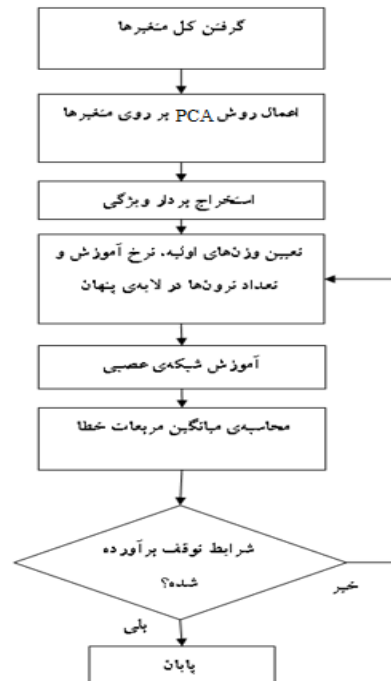 گرفتن کل متغیرها
اعمال روش PCA بر روی متغیرها
استخراج بردار ویژگی
تعیین وزن‌های اولیه، نرخ آموزش و
تعداد نرون‌ها در لایه‌ی پنهان
آموزش شبکه‌ی عصبی
محاسبه‌ی میانگین مربعات خطا
شرایط توقف برآورده
شده؟
خیر
بلی
پایان